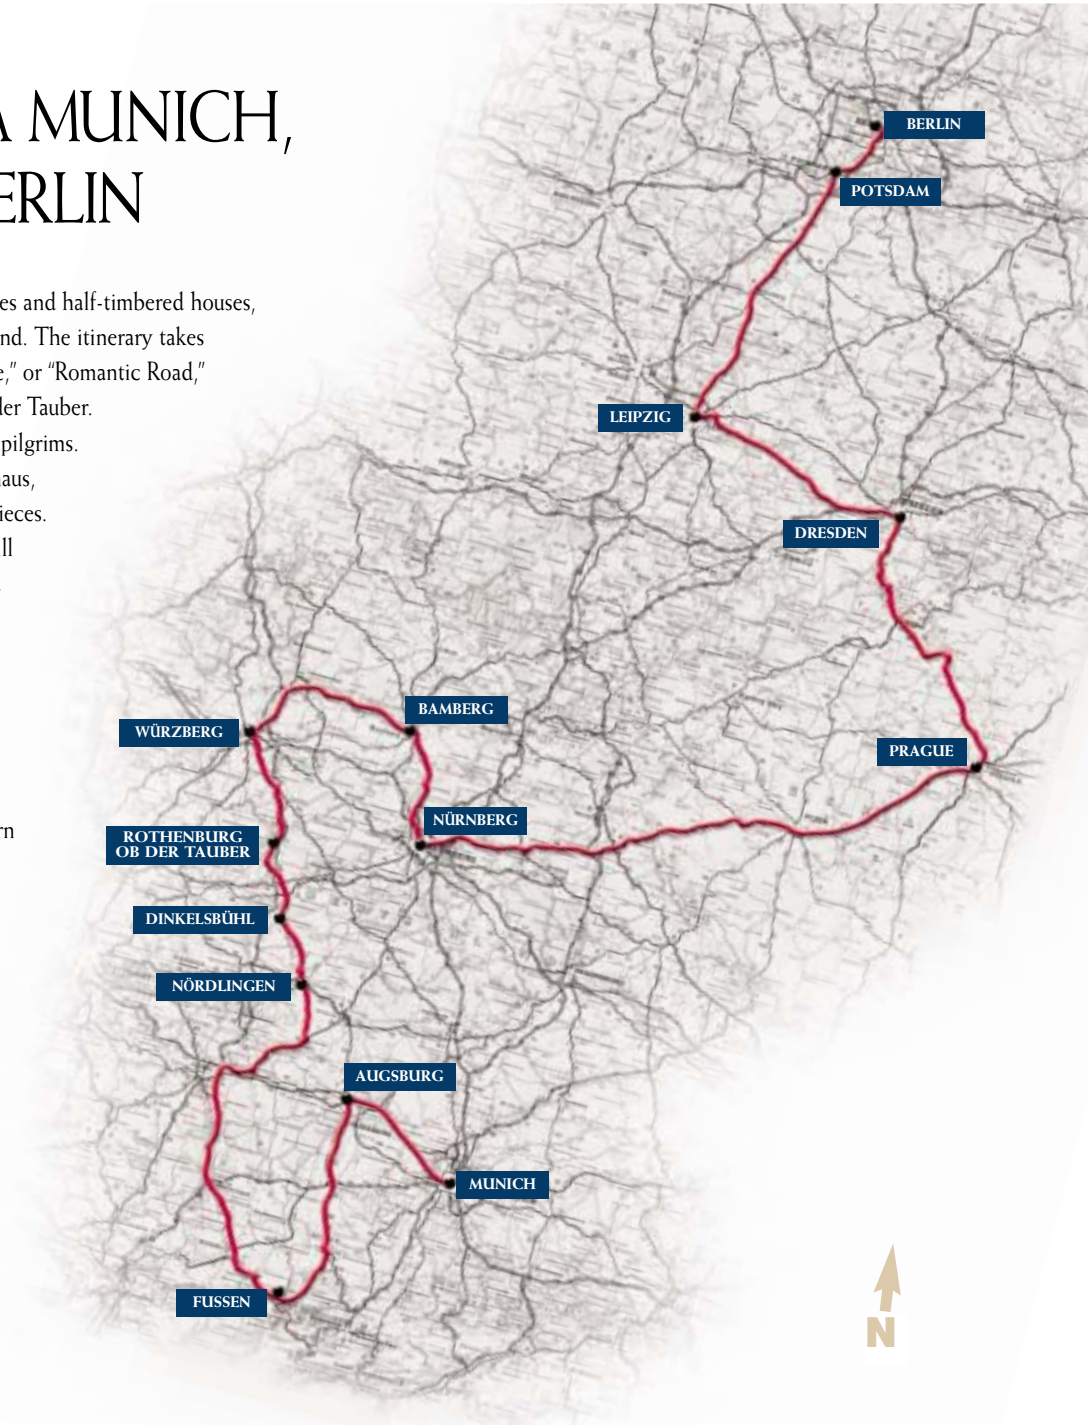 A MUNICH,
ERLIN
es and half-timbered houses,
nd. The itinerary takes
e,” or “Romantic Road,”
ler Tauber.
pilgrims.
aus,
ieces.
ll
rn
BERLIN
POTSDAM
LEIPZIG
DRESDEN
BAMBERG
WÜRZBERG
PRAGUE
NÜRNBERG
ROTHENBURG
OB DER TAUBER
DINKELSBÜHL
NÖRDLINGEN
AUGSBURG
MUNICH
FUSSEN
N